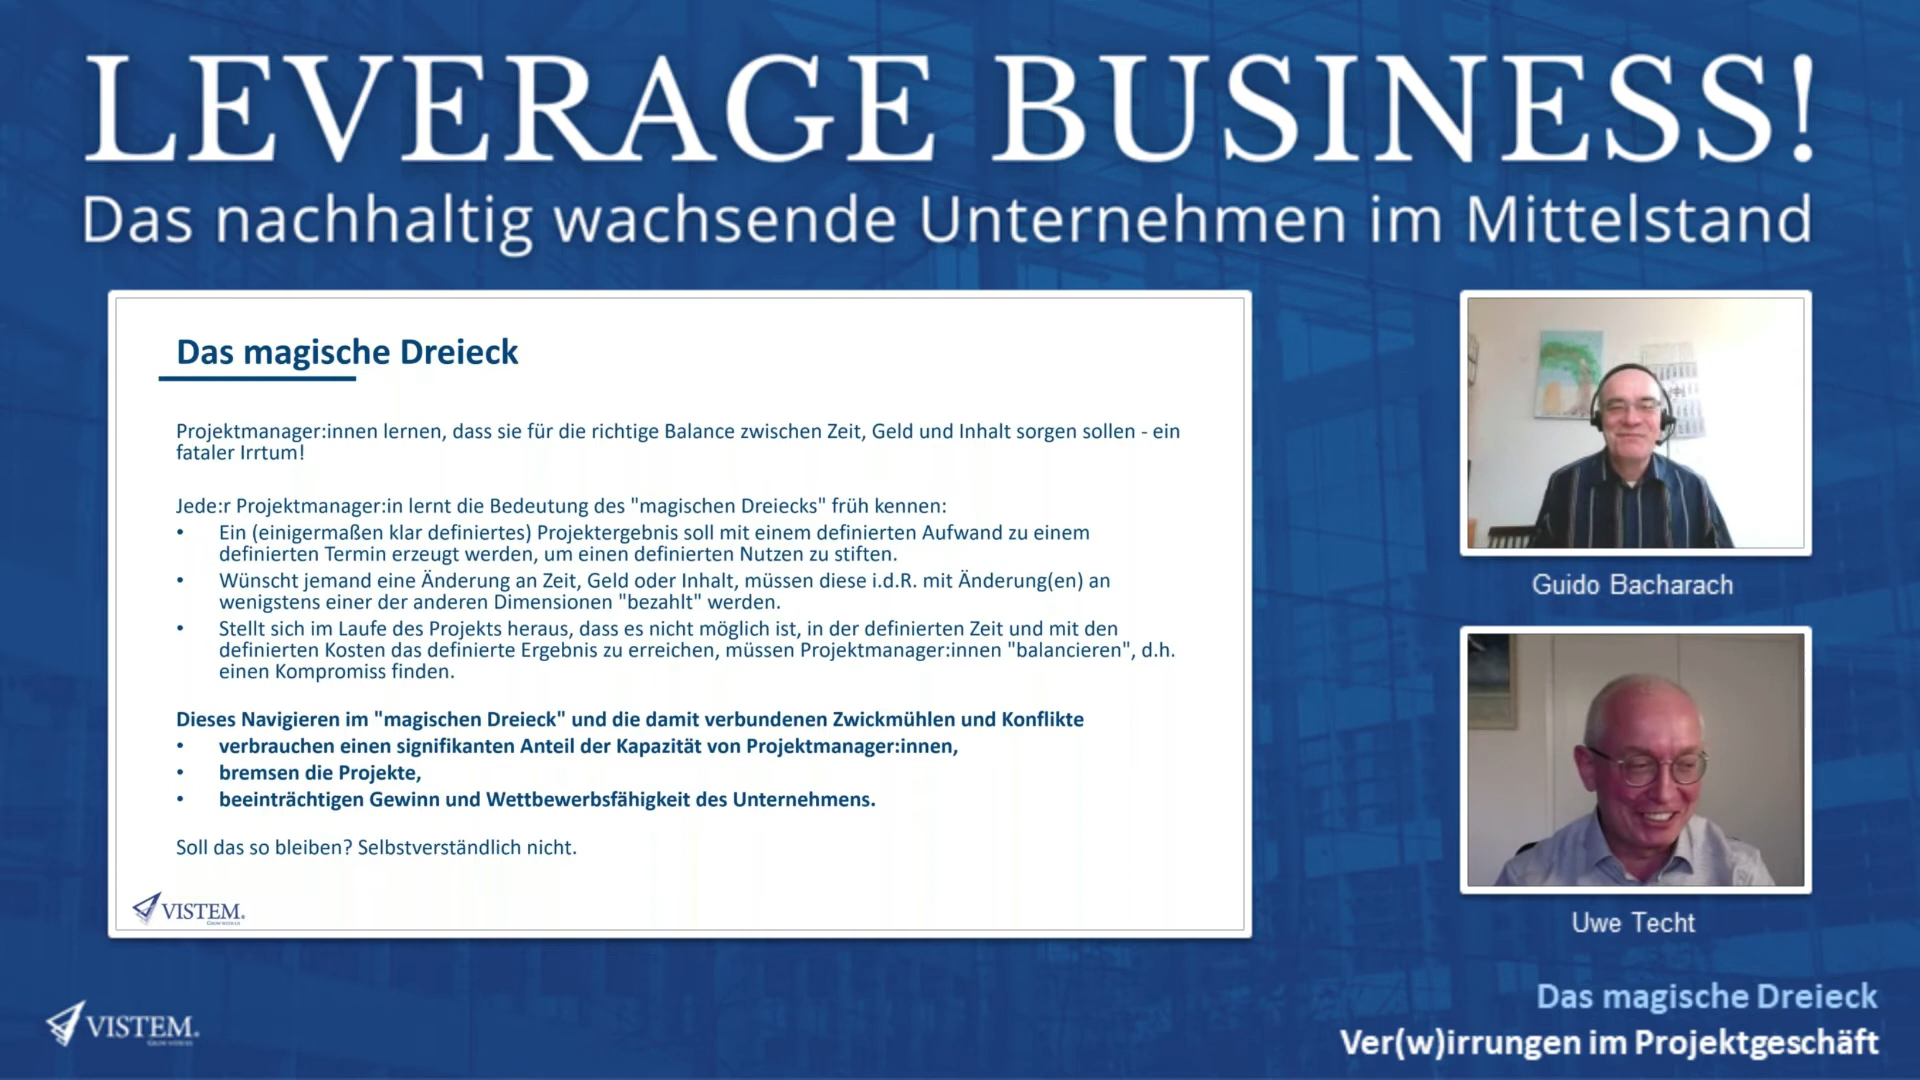 LEVERAGE BUSINESS!
Das nachhaltig wachsende Unternehmen im Mittelstand
Das magische Dreieck
Projektmanager:innen lernen, dass sie für die richtige Balance zwischen Zeit, Geld und Inhalt sorgen sollen - ein
fataler Irrtum!
Jede:r Projektmanager:in lernt die Bedeutung des "magischen Dreiecks" früh kennen:
• Ein (einigermaßen klar definiertes) Projektergebnis soll mit einem definierten Aufwand zu einem
definierten Termin erzeugt werden, um einen definierten Nutzen zu stiften.
• Wünscht jemand eine Änderung an Zeit, Geld oder Inhalt, müssen diese i.d.R. mit Änderung(en) an
wenigstens einer der anderen Dimensionen "bezahlt" werden.
• Stellt sich im Laufe des Projekts heraus, dass es nicht möglich ist, in der definierten Zeit und mit den
definierten Kosten das definierte Ergebnis zu erreichen, müssen Projektmanager:innen "balancieren", d.h.
einen Kompromiss finden.
Dieses Navigieren im "magischen Dreieck" und die damit verbundenen Zwickmühlen und Konflikte
• verbrauchen einen signifikanten Anteil der Kapazität von Projektmanager:innen,
• bremsen die Projekte,
• beeinträchtigen Gewinn und Wettbewerbsfähigkeit des Unternehmens.
Soll das so bleiben? Selbstverständlich nicht.
VISTEM.
Guido Bacharach
Uwe Techt
VISTEM.
Das magische Dreieck
Ver(w)irrungen im Projektgeschäft